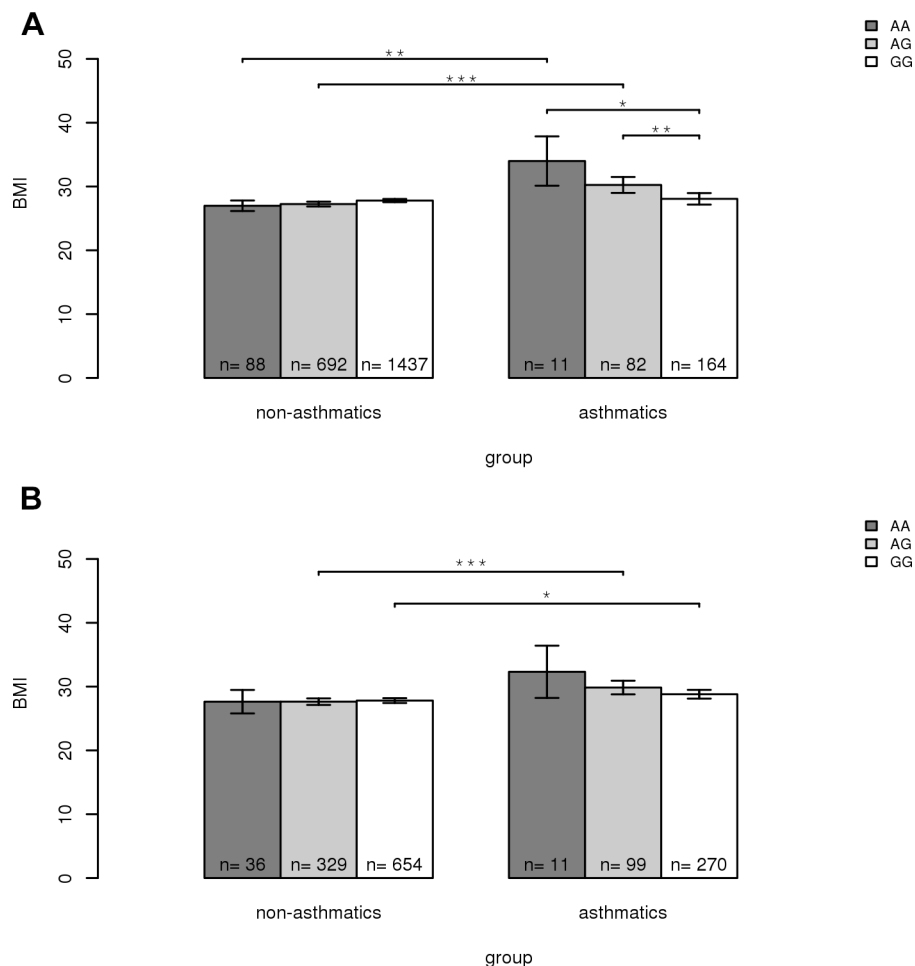 A
AA
AG
GG
50
40
30
20
10
0
BMI
**
***
*
**
n= 88 n= 692 n= 1437 n= 11 n= 82 n= 164
non-asthmatics asthmatics
group
B
AA
AG
GG
50
40
30
20
10
0
BMI
***
*
n= 36 n= 329 n= 654 n= 11 n= 99 n= 270
non-asthmatics asthmatics
group